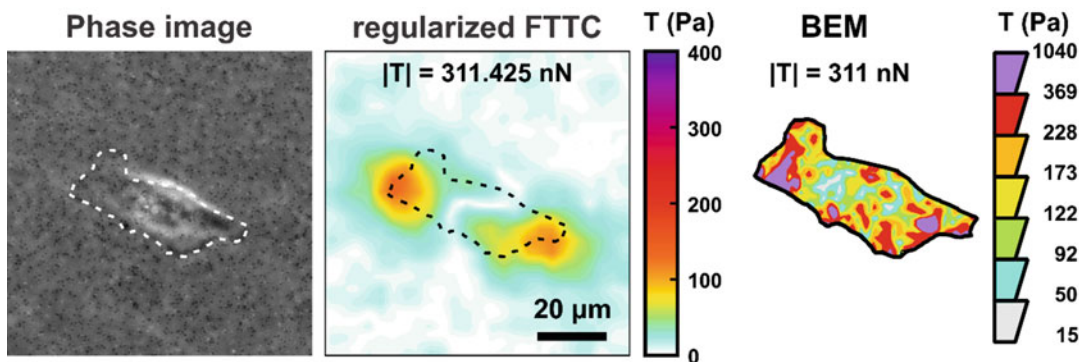 Phase image
regularized FTTC
T (Pa)
BEM
T (Pa)
|T| = 311.425 nN
|T| = 311 nN
400
300
200
100
0
20 µm
1040
369
228
173
122
92
50
15